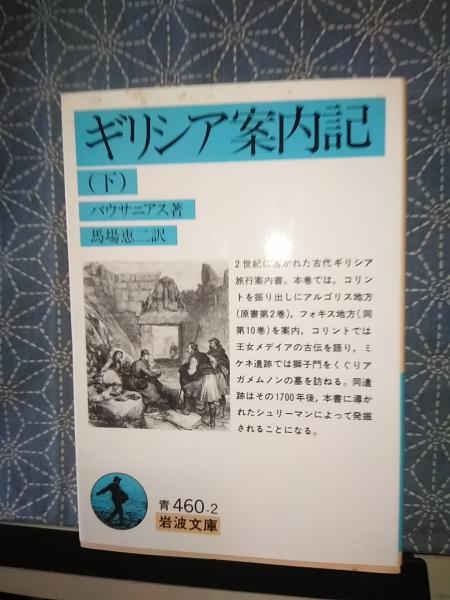 ギリシア案内記
(下)
パウサニアス著
馬場恵二訳
2世紀に書かれた古代ギリシア
旅行案内書。本巻では，コリン
トを振り出しにアルゴリス地方
(原書第2巻)，フォキス地方(同
第10巻)を案内，コリントでは
王女メデイアの古伝を語り，ミ
ケネ遺跡では獅子門をくぐりア
ガメムノンの墓を訪ねる。同遺
跡はその1700年後，本書に導か
れたシュリーマンによって発掘
されることになる。
青460-2
岩波文庫